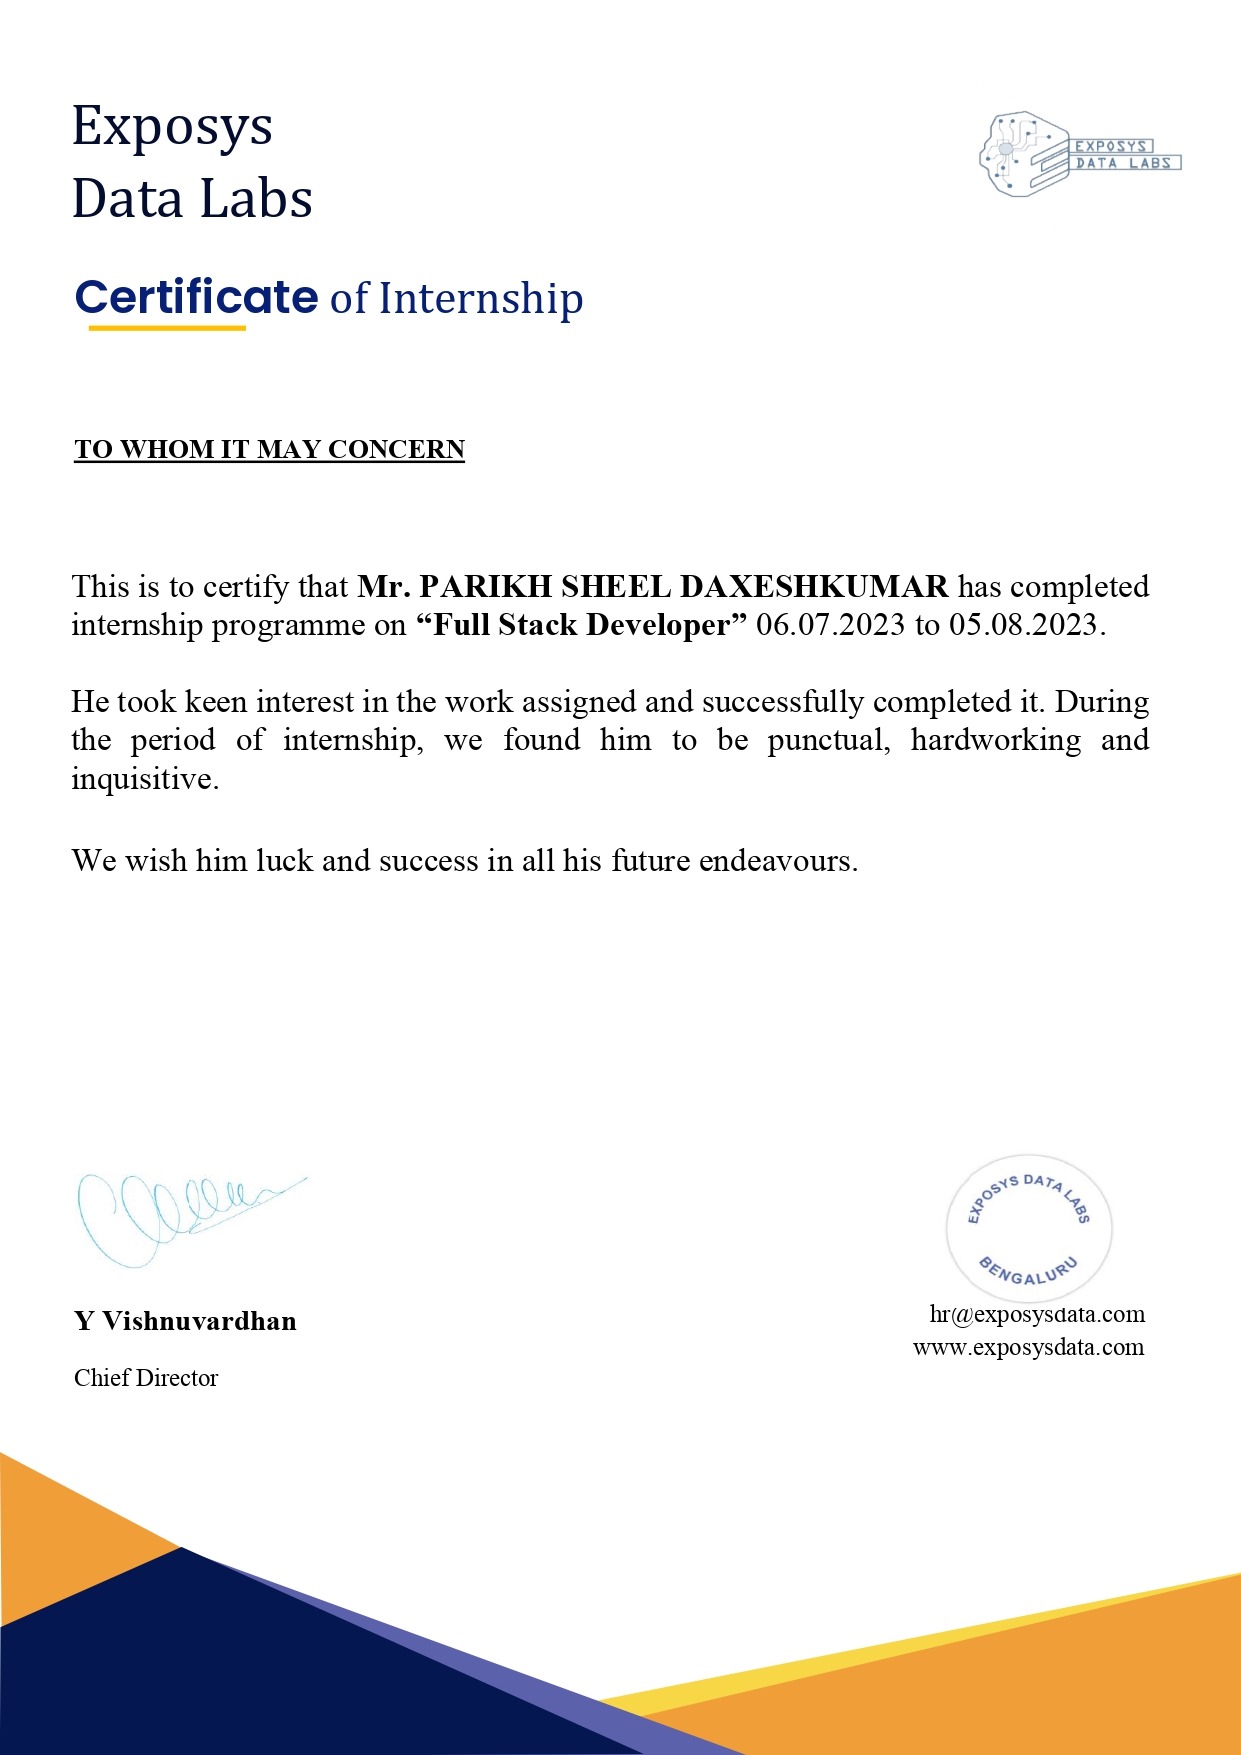 Exposys
Data Labs
EXPOSYS
DATA LABS
Certificate of Internship
TO WHOM IT MAY CONCERN
This is to certify that Mr. PARIKH SHEEL DAXESHKUMAR has completed
internship programme on “Full Stack Developer” 06.07.2023 to 05.08.2023.
He took keen interest in the work assigned and successfully completed it. During
the period of internship, we found him to be punctual, hardworking and
inquisitive.
We wish him luck and success in all his future endeavours.
EXPOSYS DATA LABS
BENGALURU
Y Vishnuvardhan
Chief Director
hr@exposysdata.com
www.exposysdata.com